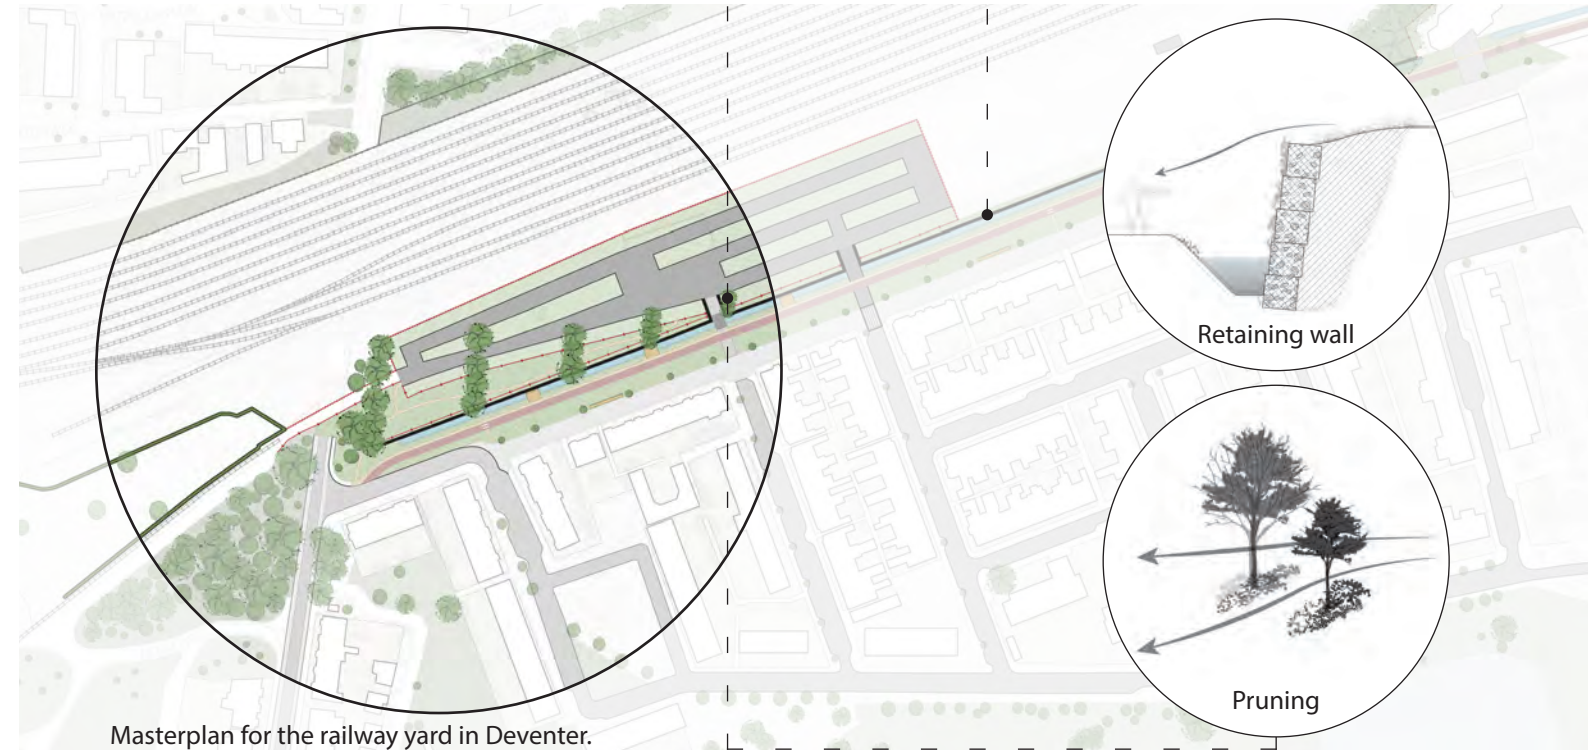 Retaining wall
Pruning
Masterplan for the railway yard in Deventer.